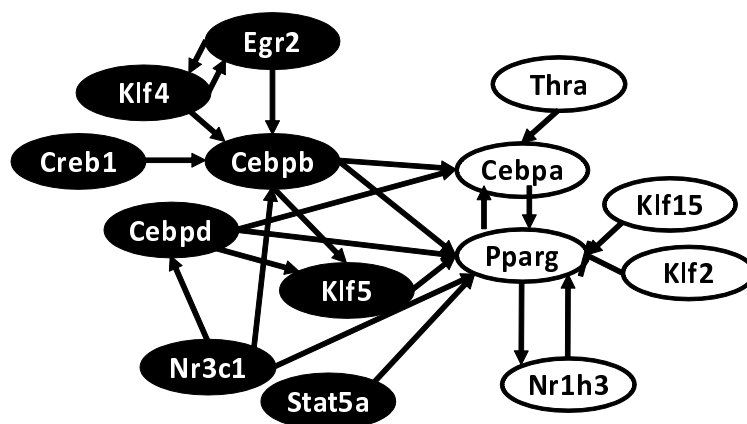 Egr2
Klf4
Thra
Creb1
Cebpb
Cebpa
Klf15
Cebpd
Pparg
Klf2
Klf5
Nr3c1
Nr1h3
Stat5a